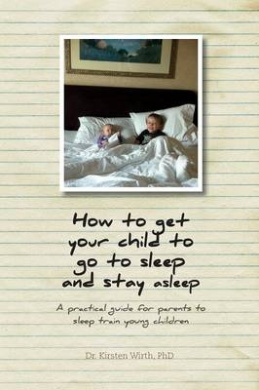 How to get
your child to
go to sleep
and stay asleep
A practical guide for parents to
sleep train young children
Dr. Kirsten Wirth, PhD